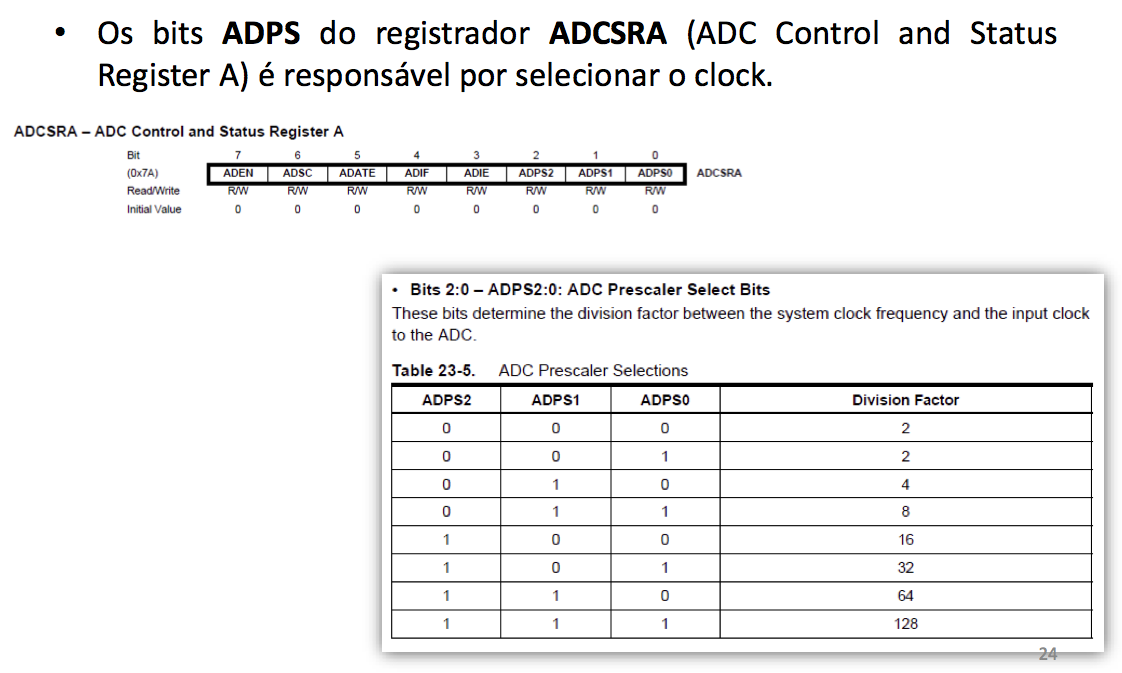 • Os bits ADPS do registrador ADCSRA (ADC Control and Status
Register A) é responsável por selecionar o clock.
ADCSRA – ADC Control and Status Register A
Bit 7 6 5 4 3 2 1 0
(0x7A) ADEN ADSC ADATE ADIF ADIE ADPS2 ADPS1 ADPS0 ADCSRA
Read/Write R/W R/W R/W R/W R/W R/W R/W R/W
Initial Value 0 0 0 0 0 0 0 0
• Bits 2:0 – ADPS2:0: ADC Prescaler Select Bits
These bits determine the division factor between the system clock frequency and the input clock
to the ADC.
Table 23-5. ADC Prescaler Selections
ADPS2 ADPS1 ADPS0 Division Factor
0 0 0 2
0 0 1 2
0 1 0 4
0 1 1 8
1 0 0 16
1 0 1 32
1 1 0 64
1 1 1 128
24